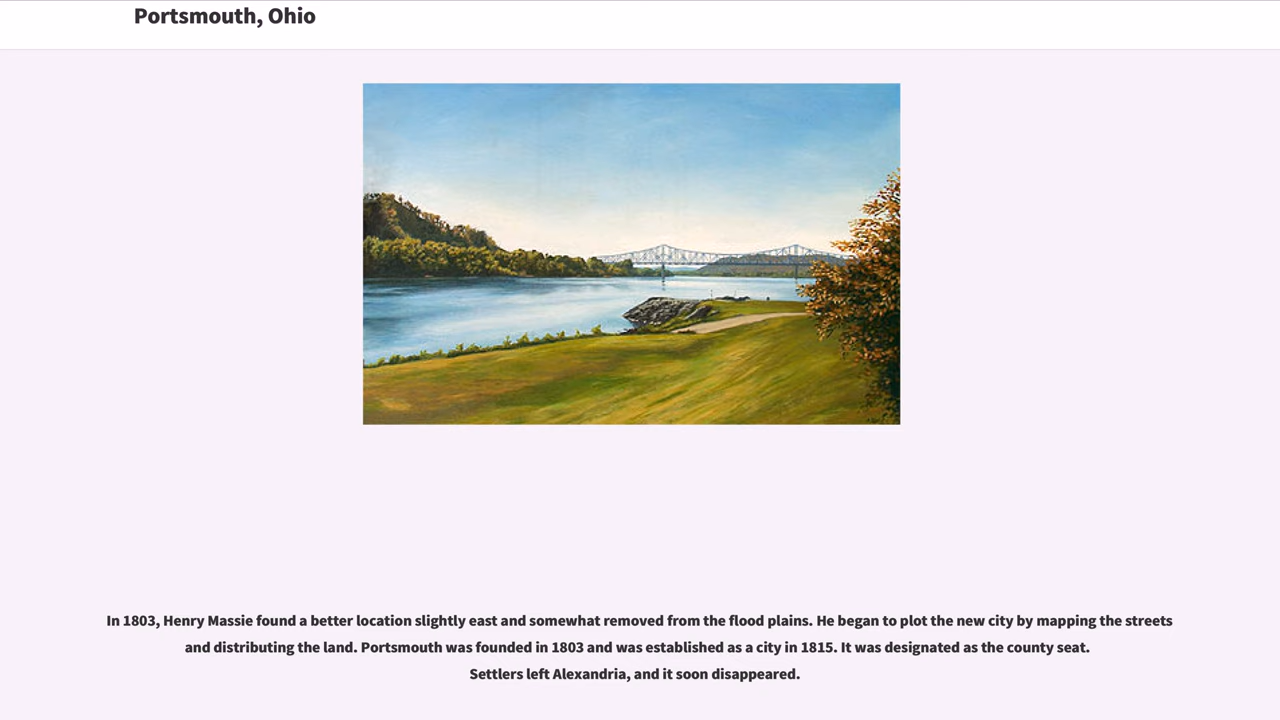 Portsmouth, Ohio
In 1803, Henry Massie found a better location slightly east and somewhat removed from the flood plains. He began to plot the new city by mapping the streets
and distributing the land. Portsmouth was founded in 1803 and was established as a city in 1815. It was designated as the county seat.
Settlers left Alexandria, and it soon disappeared.